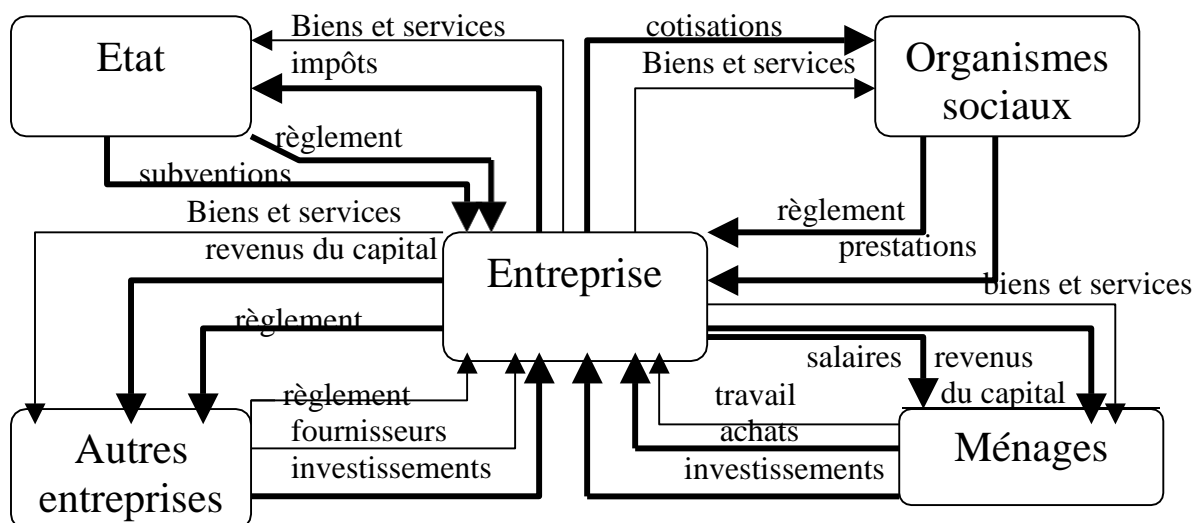 Biens et services
cotisations
Etat
impôts
Biens et services
Organismes
sociaux
règlement
subventions
Biens et services
règlement
revenus du capital
prestations
Entreprise
biens et services
règlement
salaires
revenus
du capital
règlement
travail
fournisseurs
achats
Autres
entreprises
investissements
investissements
Ménages